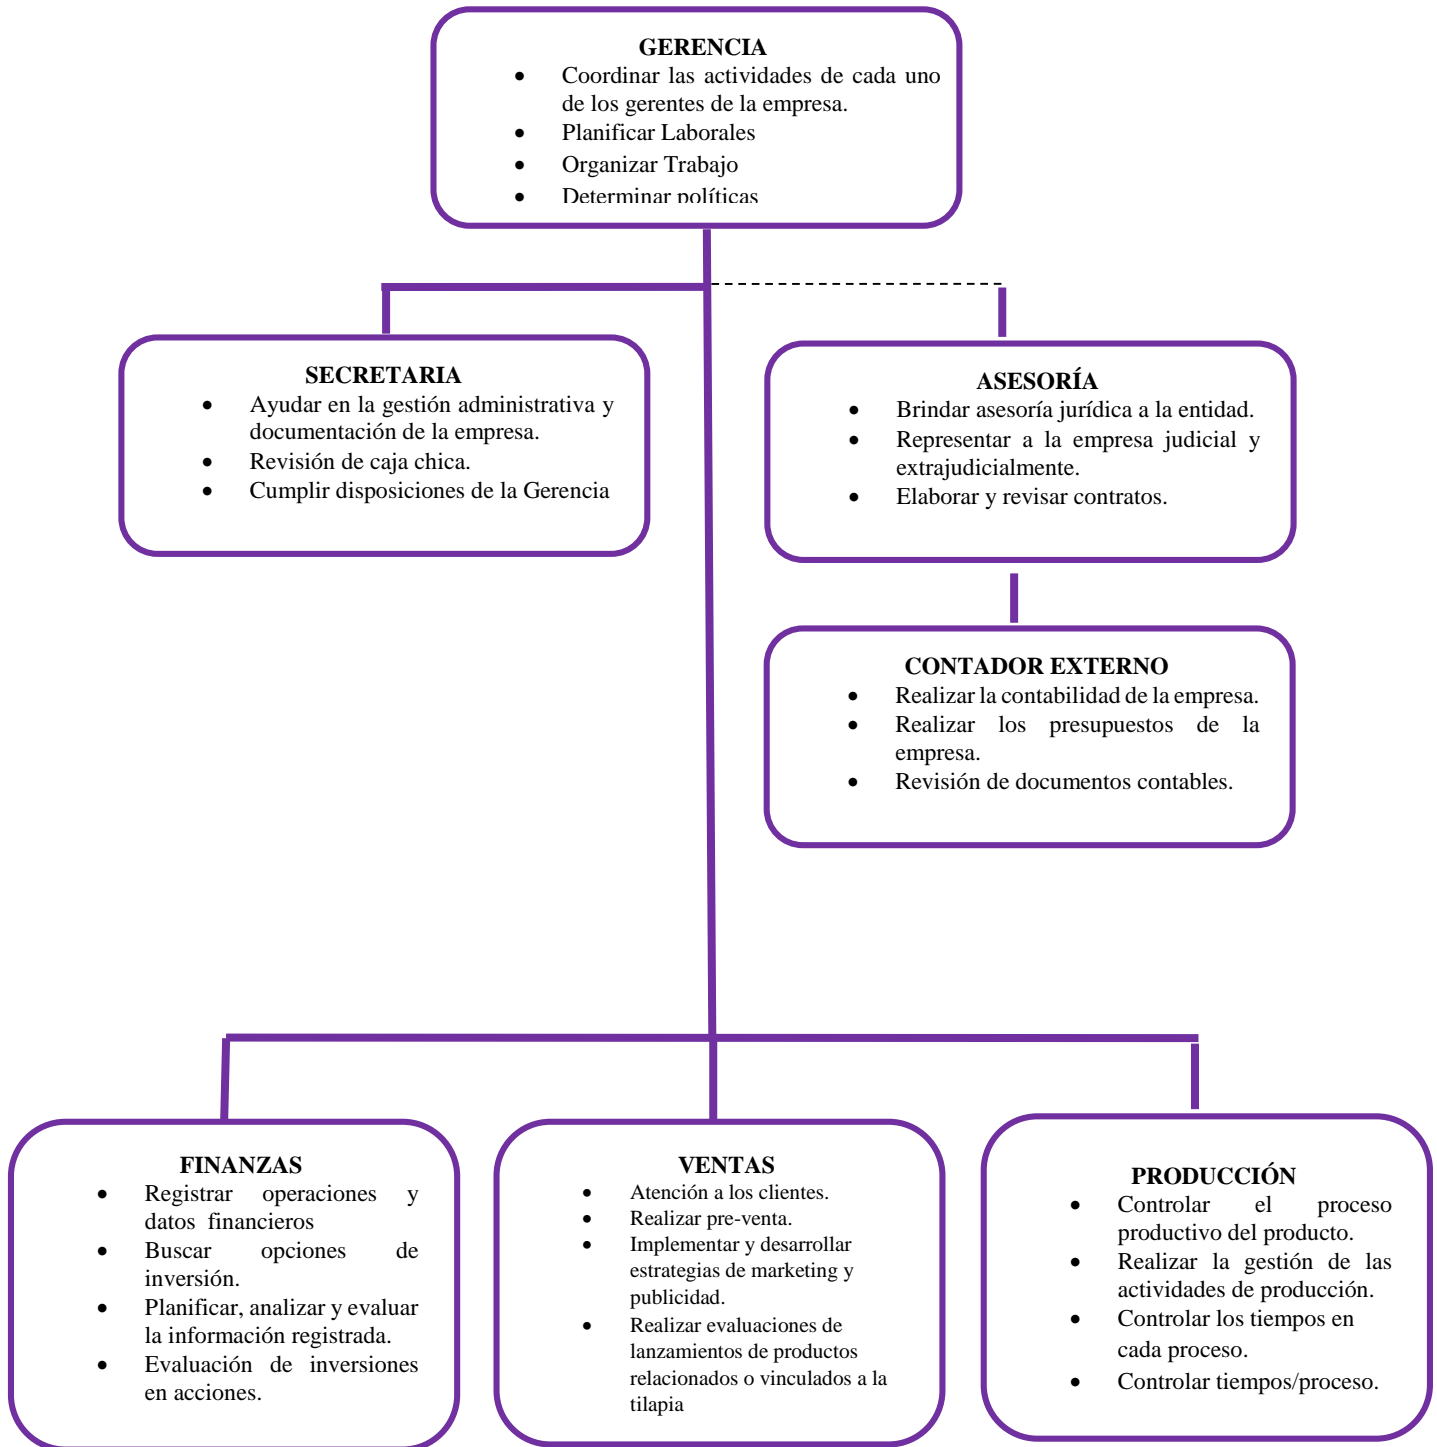 GERENCIA
• Coordinar las actividades de cada uno
de los gerentes de la empresa.
• Planificar Laborales
• Organizar Trabajo
• Determinar políticas
SECRETARIA
• Ayudar en la gestión administrativa y
documentación de la empresa.
• Revisión de caja chica.
• Cumplir disposiciones de la Gerencia
ASESORÍA
• Brindar asesoría jurídica a la entidad.
• Representar a la empresa judicial y
extrajudicialmente.
• Elaborar y revisar contratos.
CONTADOR EXTERNO
• Realizar la contabilidad de la empresa.
• Realizar los presupuestos de la
empresa.
• Revisión de documentos contables.
FINANZAS
• Registrar operaciones y
datos financieros
• Buscar opciones de
inversión.
• Planificar, analizar y evaluar
la información registrada.
• Evaluación de inversiones
en acciones.
VENTAS
• Atención a los clientes.
• Realizar pre-venta.
• Implementar y desarrollar
estrategias de marketing y
publicidad.
• Realizar evaluaciones de
lanzamientos de productos
relacionados o vinculados a la
tilapia
PRODUCCIÓN
• Controlar el proceso
productivo del producto.
• Realizar la gestión de las
actividades de producción.
• Controlar los tiempos en
cada proceso.
• Controlar tiempos/proceso.